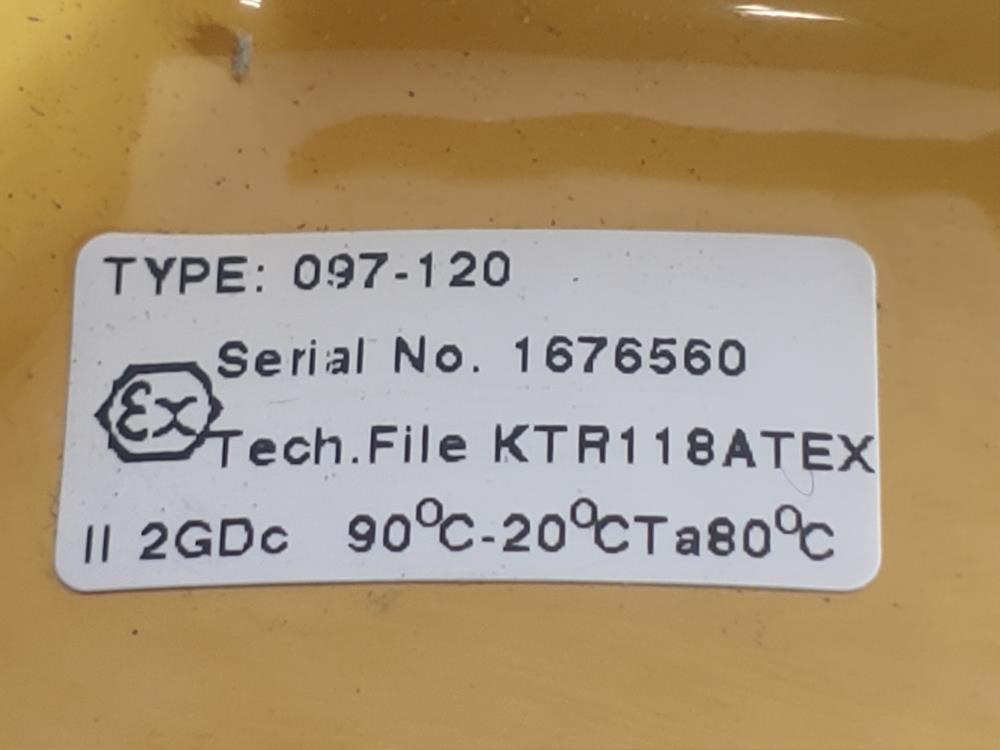 TYPE: 097-120
Serial No. 1676560
Ex
Tech.File KTR118ATEX
II 2GDc 90°C-20°CTa80°C